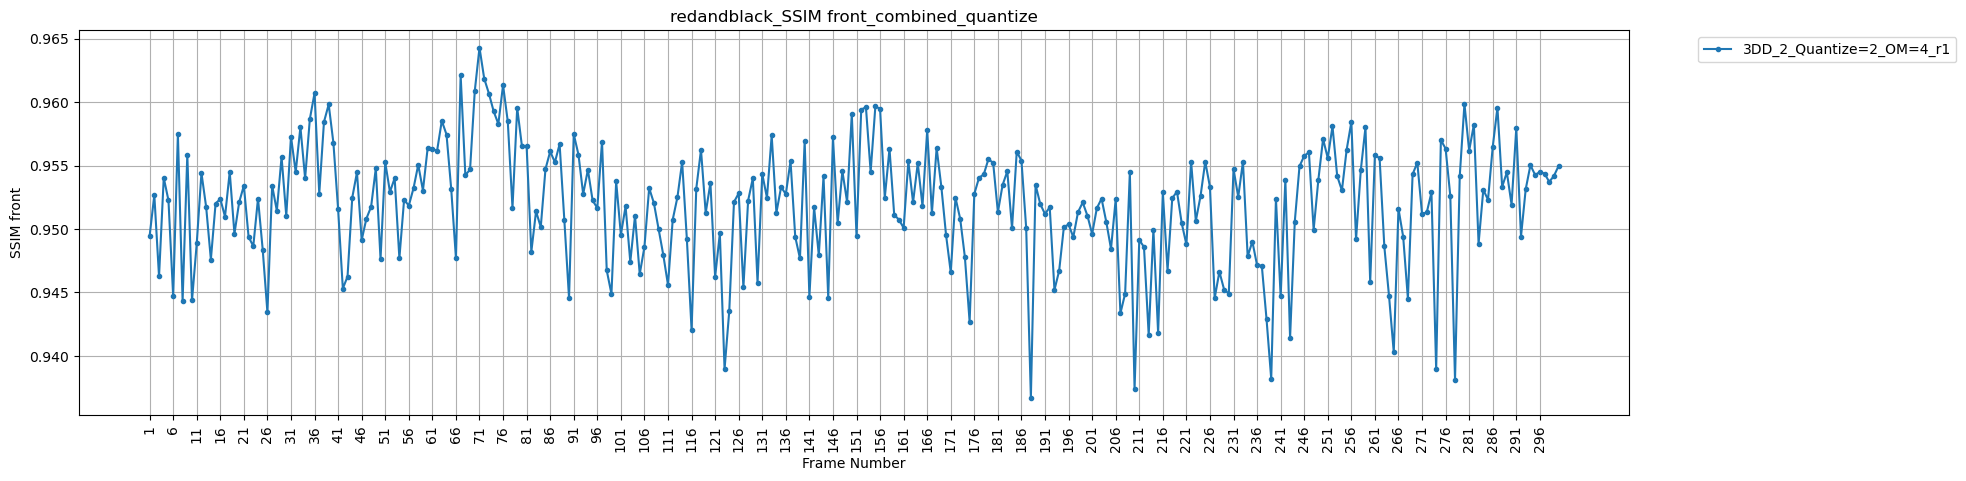 redandblack_SSIM front_combined_quantize
3DD_2_Quantize=2_OM=4_r1
SSIM front
0.965
0.960
0.955
0.950
0.945
0.940
1 6 11 16 21 26 31 36 41 46 51 56 61 66 71 76 81 86 91 96 101 106 111 116 121 126 131 136 141 146 151 156 161 166 171 176 181 186 191 196 201 206 211 216 221 226 231 236 241 246 251 256 261 266 271 276 281 286 291 296
Frame Number